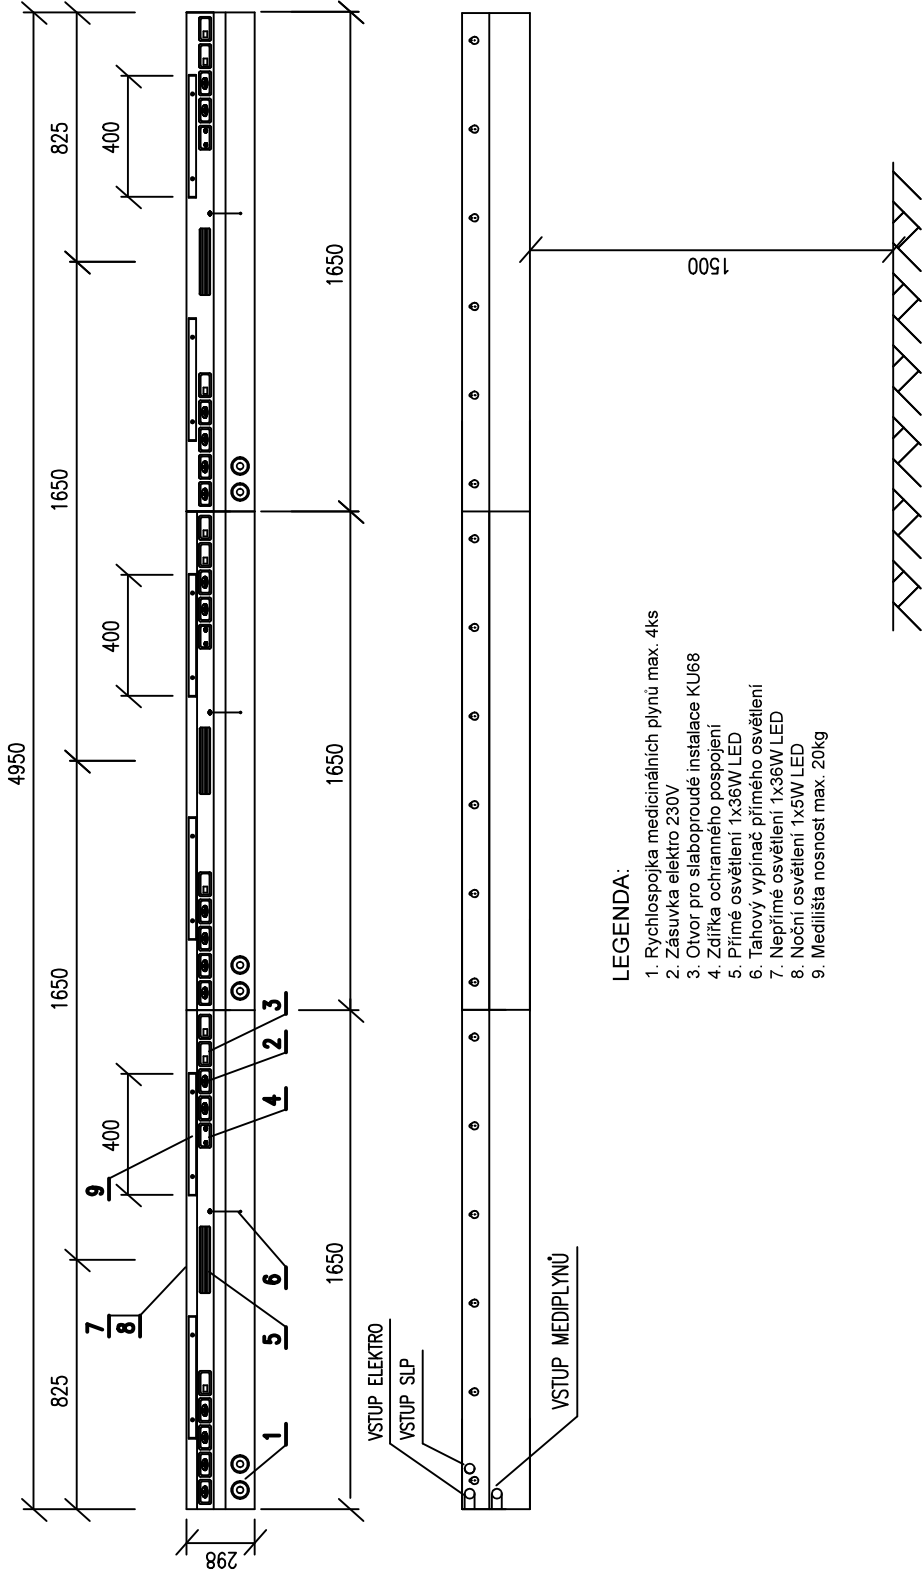 4950
825
1650
1650
825
400
400
400
7
8
9
298
1
5
6
4
2
3
1650
1650
1650
VSTUP ELEKTRO
VSTUP SLP
VSTUP MEDIPLYNŮ
1500
LEGENDA:
1. Rychlospojka medicinálních plynů max. 4ks
2. Zásuvka elektro 230V
3. Otvor pro slaboproudé instalace KU68
4. Zdířka ochranného pospojení
5. Přímé osvětlení 1x36W LED
6. Tahový vypínač přímého osvětlení
7. Nepřímé osvětlení 1x36W LED
8. Noční osvětlení 1x5W LED
9. Medilišta nosnost max. 20kg